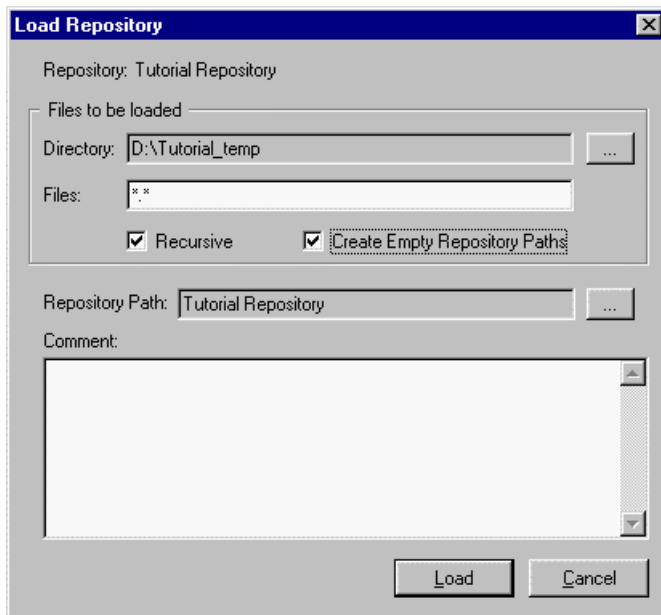 Load Repository
Repository: Tutorial Repository
Files to be loaded
Directory: D:\Tutorial_temp ...
Files: *.*
Recursive Create Empty Repository Paths
Repository Path: Tutorial Repository ...
Comment:
Load Cancel